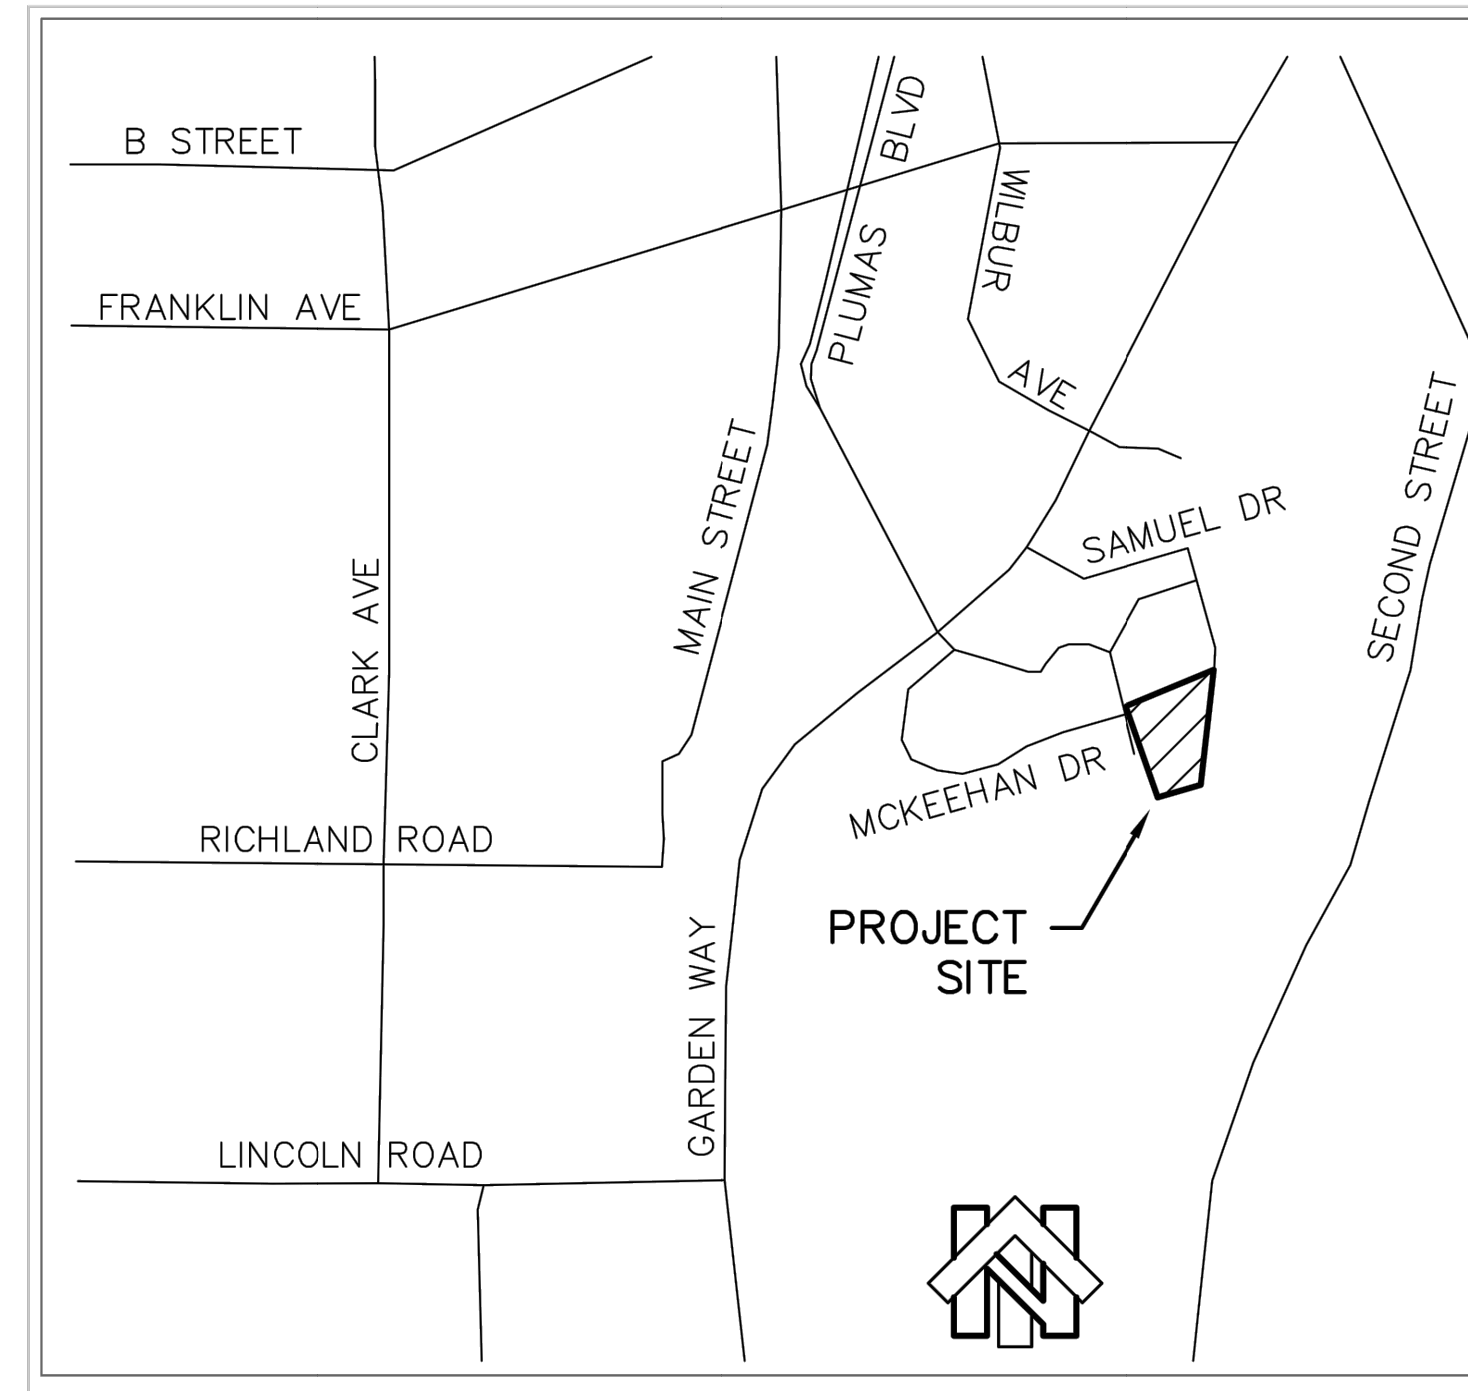 B STREET
FRANKLIN AVE
PLUMAS BLVD
WILBUR AVE
MAIN STREET
SECOND STREET
SAMUEL DR
CLARK AVE
MCKEEHAN DR
RICHLAND ROAD
PROJECT
SITE
GARDEN WAY
LINCOLN ROAD
N